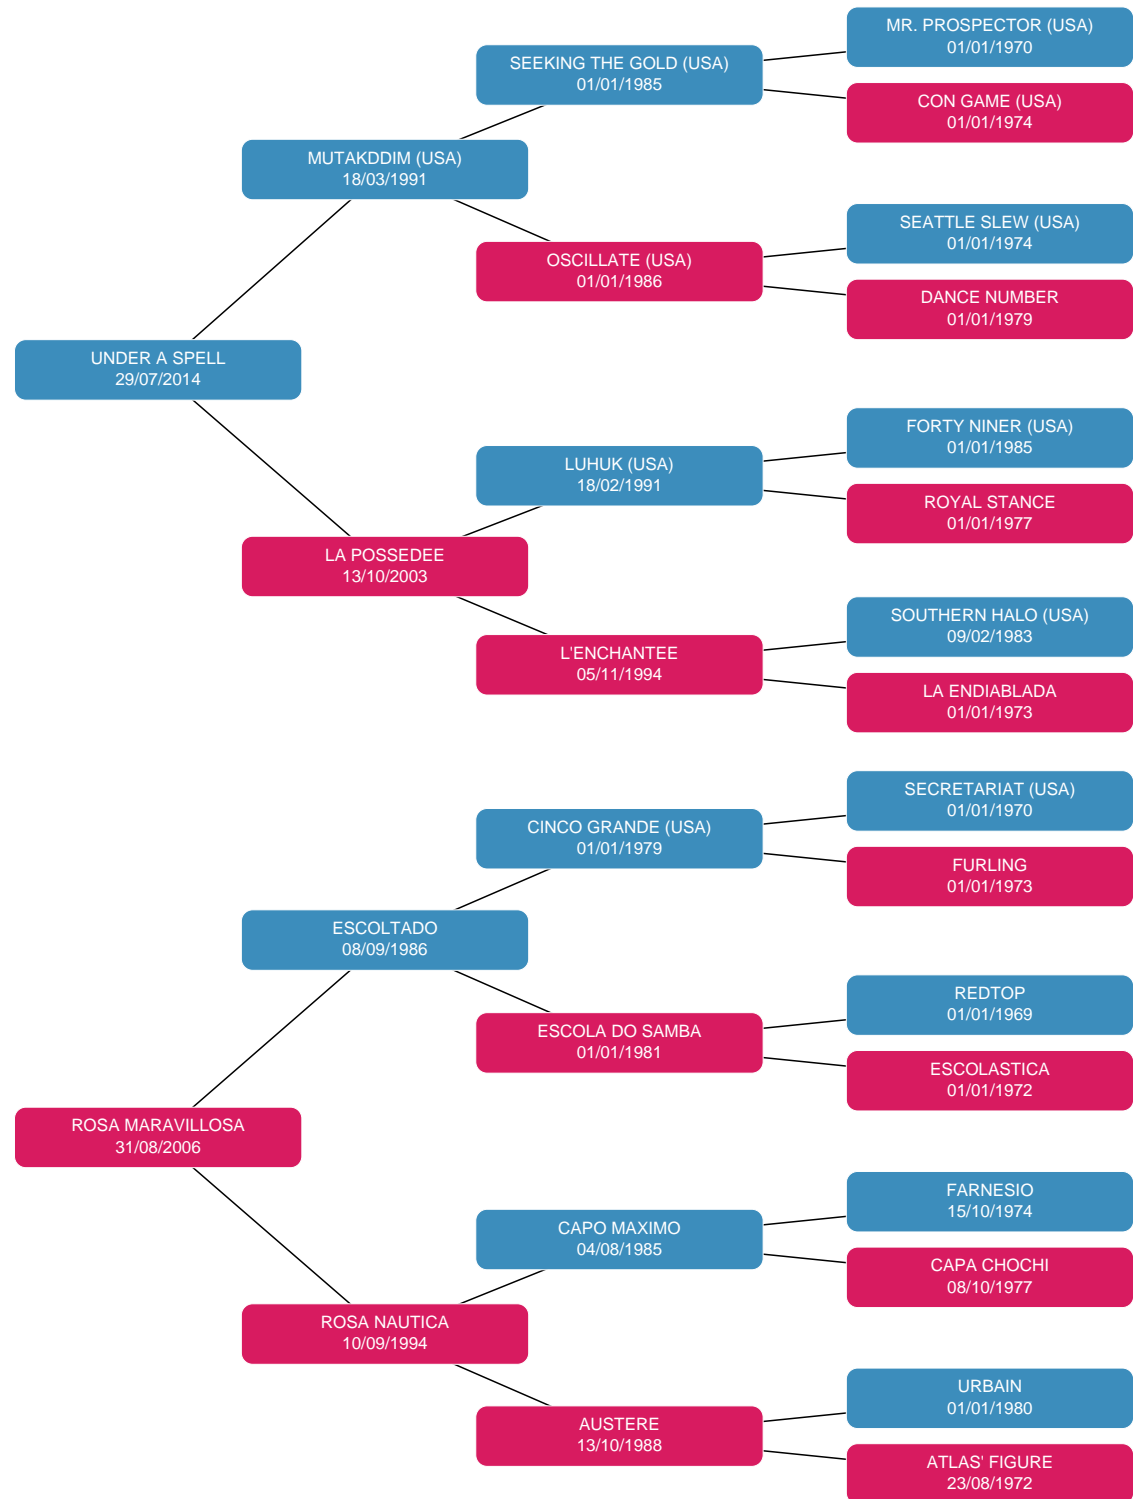 MR. PROSPECTOR (USA)
01/01/1970
SEEKING THE GOLD (USA)
01/01/1985
CON GAME (USA)
01/01/1974
MUTAKDDIM (USA)
18/03/1991
SEATTLE SLEW (USA)
01/01/1974
OSCILLATE (USA)
01/01/1986
DANCE NUMBER
01/01/1979
UNDER A SPELL
29/07/2014
FORTY NINER (USA)
01/01/1985
LUHUK (USA)
18/02/1991
ROYAL STANCE
01/01/1977
LA POSSEDEE
13/10/2003
SOUTHERN HALO (USA)
09/02/1983
L'ENCHANTEE
05/11/1994
LA ENDIABLADA
01/01/1973
SECRETARIAT (USA)
01/01/1970
CINCO GRANDE (USA)
01/01/1979
FURLING
01/01/1973
ESCOLTADO
08/09/1986
REDTOP
01/01/1969
ESCOLA DO SAMBA
01/01/1981
ESCOLASTICA
01/01/1972
ROSA MARAVILLOSA
31/08/2006
FARNESIO
15/10/1974
CAPO MAXIMO
04/08/1985
CAPA CHOCHI
08/10/1977
ROSA NAUTICA
10/09/1994
URBAIN
01/01/1980
AUSTERE
13/10/1988
ATLAS' FIGURE
23/08/1972